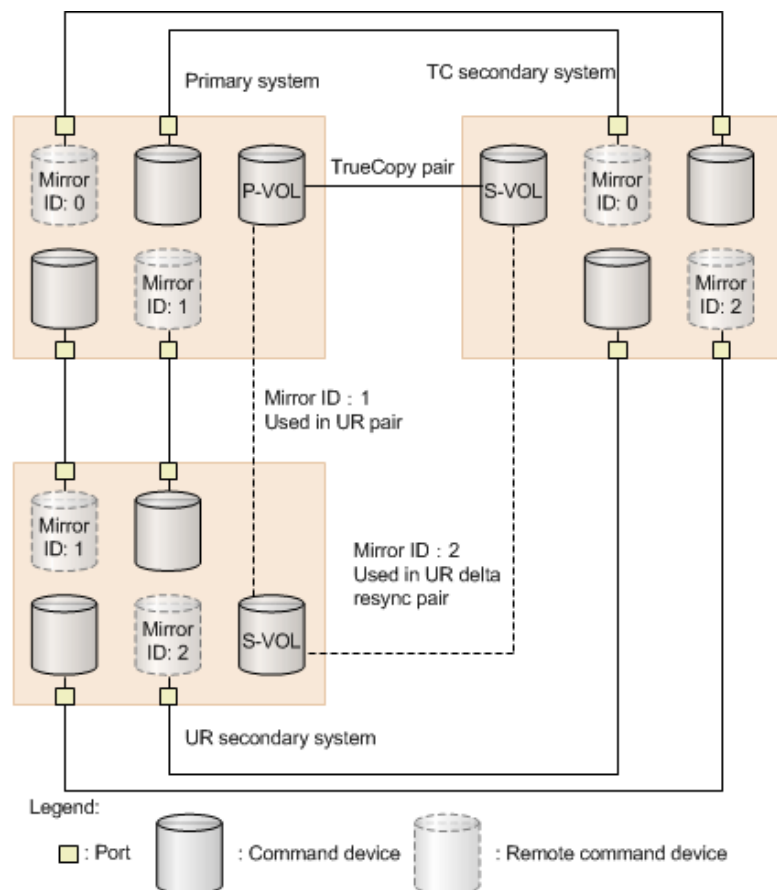 Primary system
TC secondary system
Mirror
ID: 0
P-VOL
TrueCopy pair
S-VOL
Mirror
ID: 0
Mirror
ID: 1
Mirror
ID: 2
Mirror ID : 1
Used in UR pair
Mirror
ID: 1
Mirror ID : 2
Used in UR delta
resync pair
Mirror
ID: 2
S-VOL
UR secondary system
Legend:
: Port
: Command device
: Remote command device